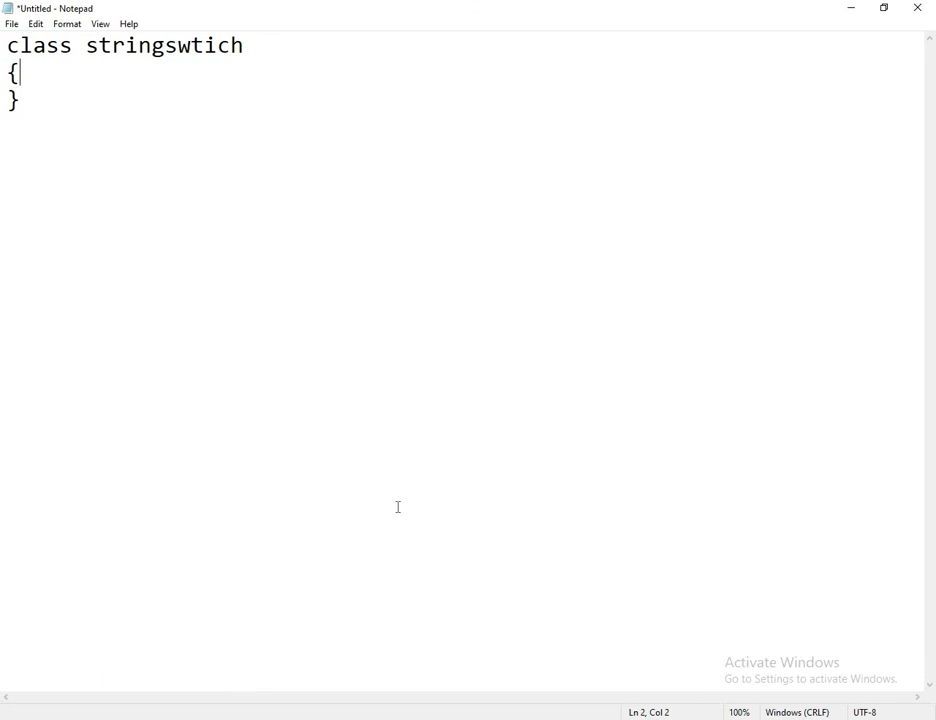 *Untitled - Notepad
File Edit Format View Help
class stringswtich
{
}
Activate Windows
Go to Settings to activate Windows.
Ln 2, Col 2 100% Windows (CRLF) UTF-8